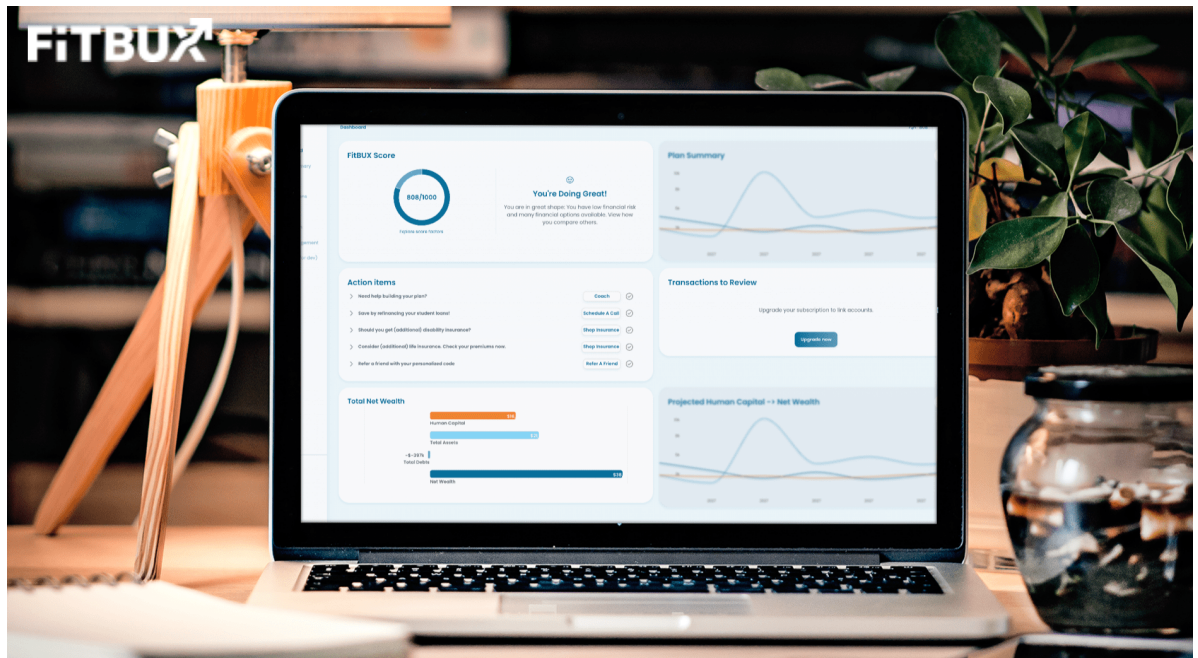 FiTBUX
Dashboard
FitBUX Score
808/1000
You're Doing Great!
You are in great shape: You have low financial risk
and many financial options available. View how
you compare others.
Plan Summary
Action items
Need help building your plan?
Coach
Save by refinancing your student loans!
Schedule A Call
Should you get (additional) disability insurance?
Shop Insurance
Consider (additional) life insurance. Check your premiums now.
Shop Insurance
Refer a friend with your personalized code
Refer A Friend
Transactions to Review
Upgrade your subscription to link accounts.
Upgrade now
Total Net Wealth
Human Capital
Total Assets
Total Debts
Net Wealth
Projected Human Capital -> Net Wealth